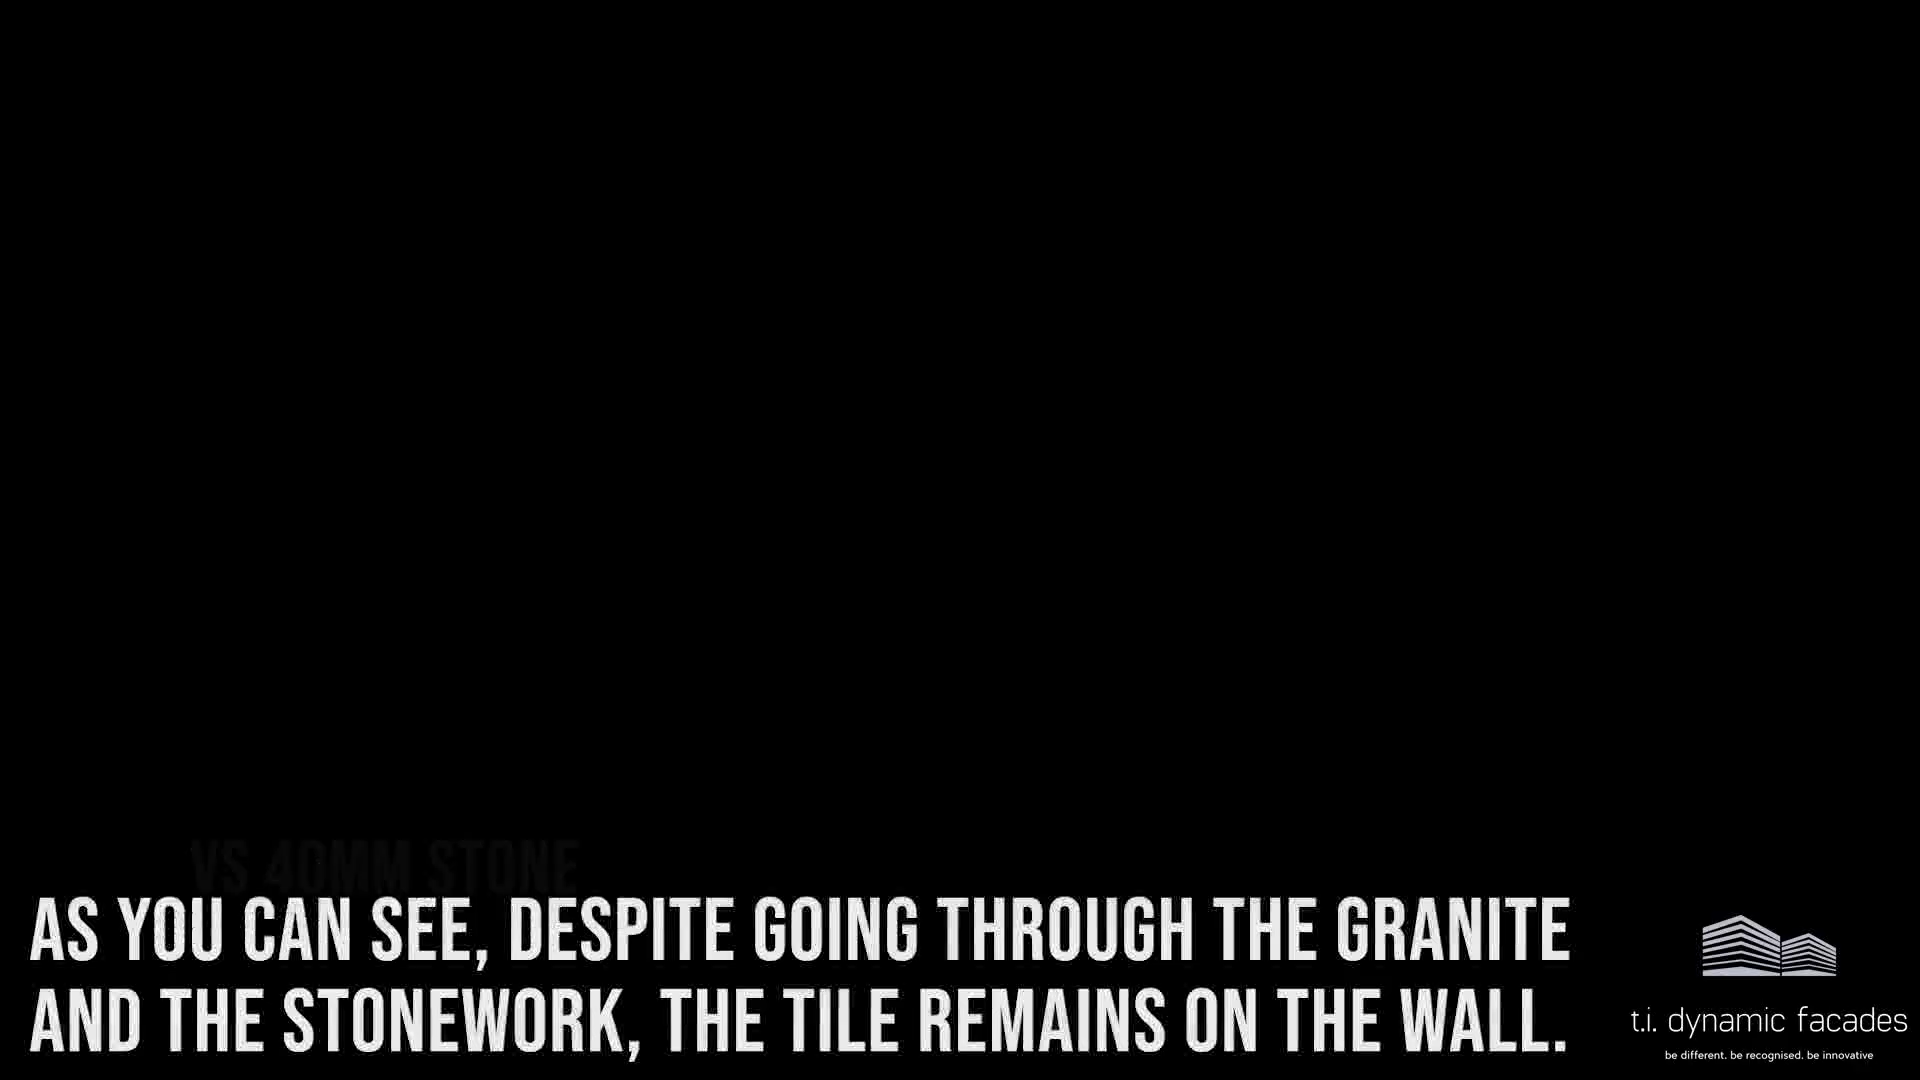 VS 40MM STONE
AS YOU CAN SEE, DESPITE GOING THROUGH THE GRANITE
AND THE STONEWORK, THE TILE REMAINS ON THE WALL.
t.i. dynamic facades
be different. be recognised. be innovative